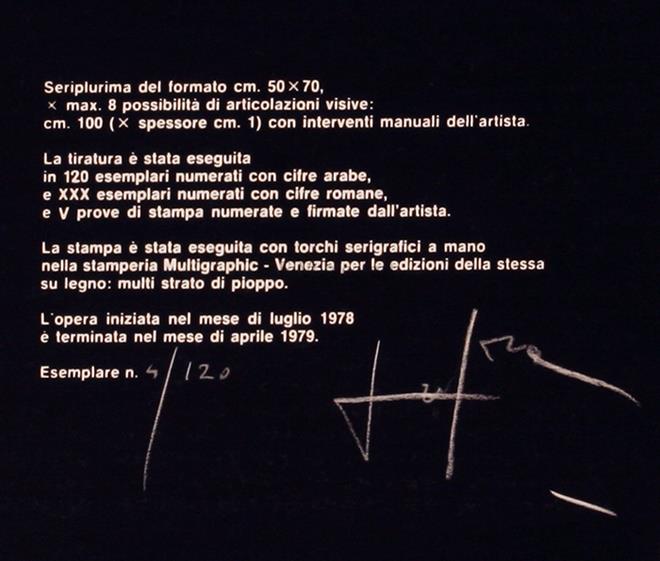 Seriplurima del formato cm. 50×70,
× max. 8 possibilità di articolazioni visive:
cm. 100 (× spessore cm. 1) con interventi manuali dell'artista.
La tiratura è stata eseguita
in 120 esemplari numerati con cifre arabe,
e XXX esemplari numerati con cifre romane,
e V prove di stampa numerate e firmate dall'artista.
La stampa è stata eseguita con torchi serigrafici a mano
nella stamperia Multigraphic - Venezia per le edizioni della stessa
su legno: multi strato di pioppo.
L'opera iniziata nel mese di luglio 1978
è terminata nel mese di aprile 1979.
Esemplare n. /120